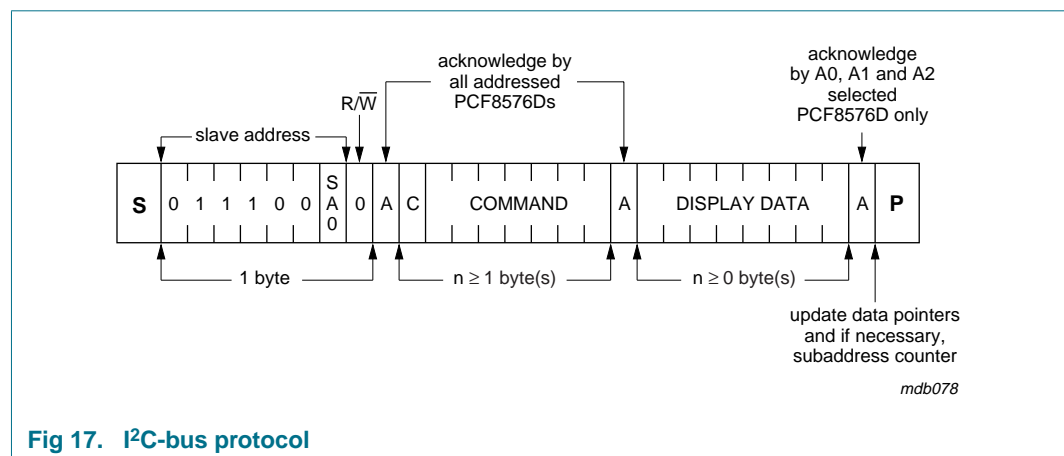 acknowledge by
all addressed
PCF8576Ds
acknowledge
by A0, A1 and A2
selected
PCF8576D only
R/W̅
slave address
S 0 1 1 1 0 0 SA0 0 A C COMMAND A DISPLAY DATA A P
1 byte
n ≥ 1 byte(s)
n ≥ 0 byte(s)
update data pointers
and if necessary,
subaddress counter
mdb078
Fig 17. I²C-bus protocol